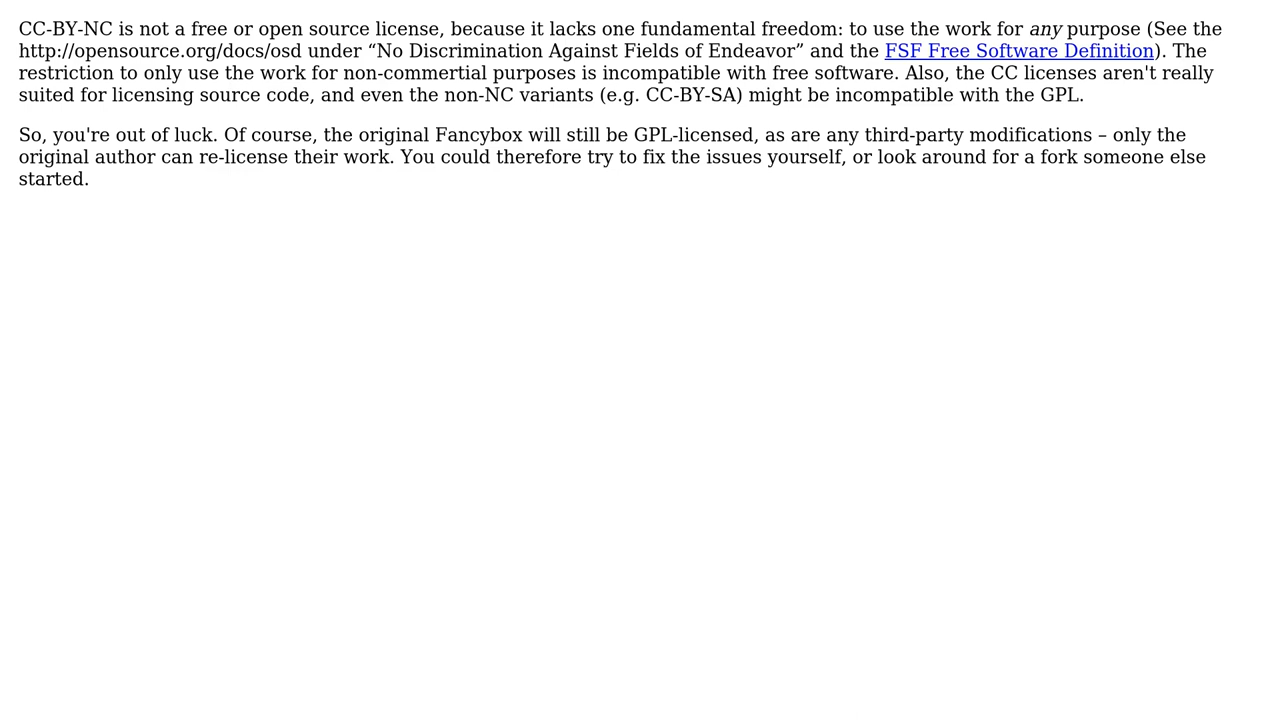 CC-BY-NC is not a free or open source license, because it lacks one fundamental freedom: to use the work for any purpose (See the
http://opensource.org/docs/osd under “No Discrimination Against Fields of Endeavor” and the FSF Free Software Definition). The
restriction to only use the work for non-commertial purposes is incompatible with free software. Also, the CC licenses aren't really
suited for licensing source code, and even the non-NC variants (e.g. CC-BY-SA) might be incompatible with the GPL.
So, you're out of luck. Of course, the original Fancybox will still be GPL-licensed, as are any third-party modifications – only the
original author can re-license their work. You could therefore try to fix the issues yourself, or look around for a fork someone else
started.